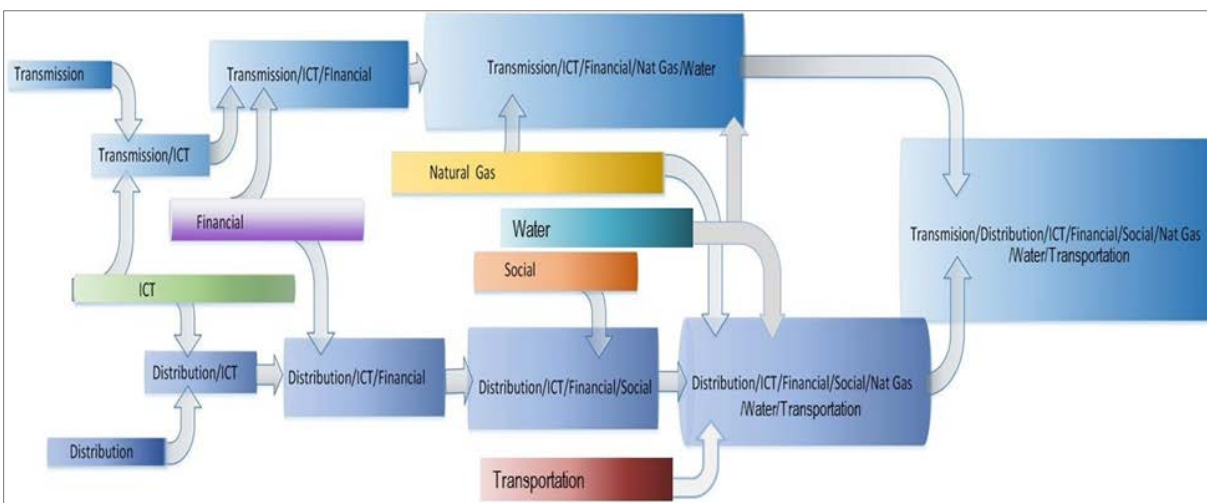 Transmission
Transmission/ICT
Transmission/ICT/Financial
Transmission/ICT/Financial/Nat Gas/Water
Natural Gas
Financial
Water
Social
ICT
Transmision/Distribution/ICT/Financial/Social/Nat Gas
/Water/Transportation
Distribution/ICT
Distribution/ICT/Financial
Distribution/ICT/Financial/Social
Distribution/ICT/Financial/Social/Nat Gas
/Water/Transportation
Distribution
Transportation